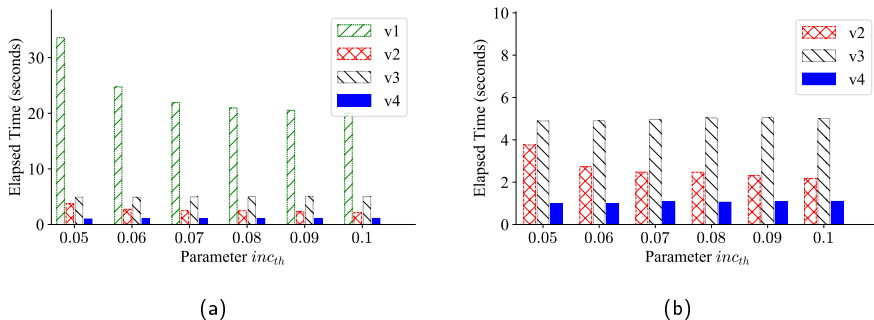 v1
v2
v3
v4
30
20
10
0
Elapsed Time (seconds)
0.05 0.06 0.07 0.08 0.09 0.1
Parameter inc_th
(a)
v2
v3
v4
10
8
6
4
2
0
Elapsed Time (seconds)
0.05 0.06 0.07 0.08 0.09 0.1
Parameter inc_th
(b)